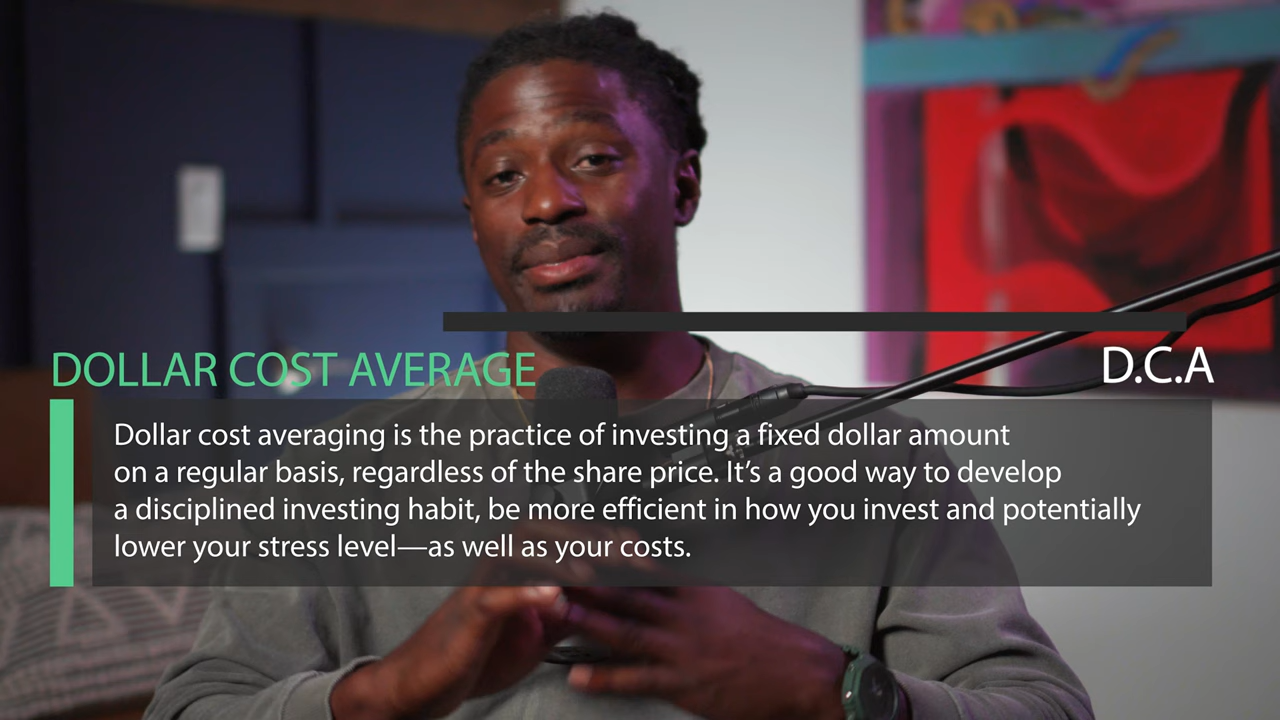 DOLLAR COST AVERAGE
D.C.A
Dollar cost averaging is the practice of investing a fixed dollar amount
on a regular basis, regardless of the share price. It’s a good way to develop
a disciplined investing habit, be more efficient in how you invest and potentially
lower your stress level—as well as your costs.